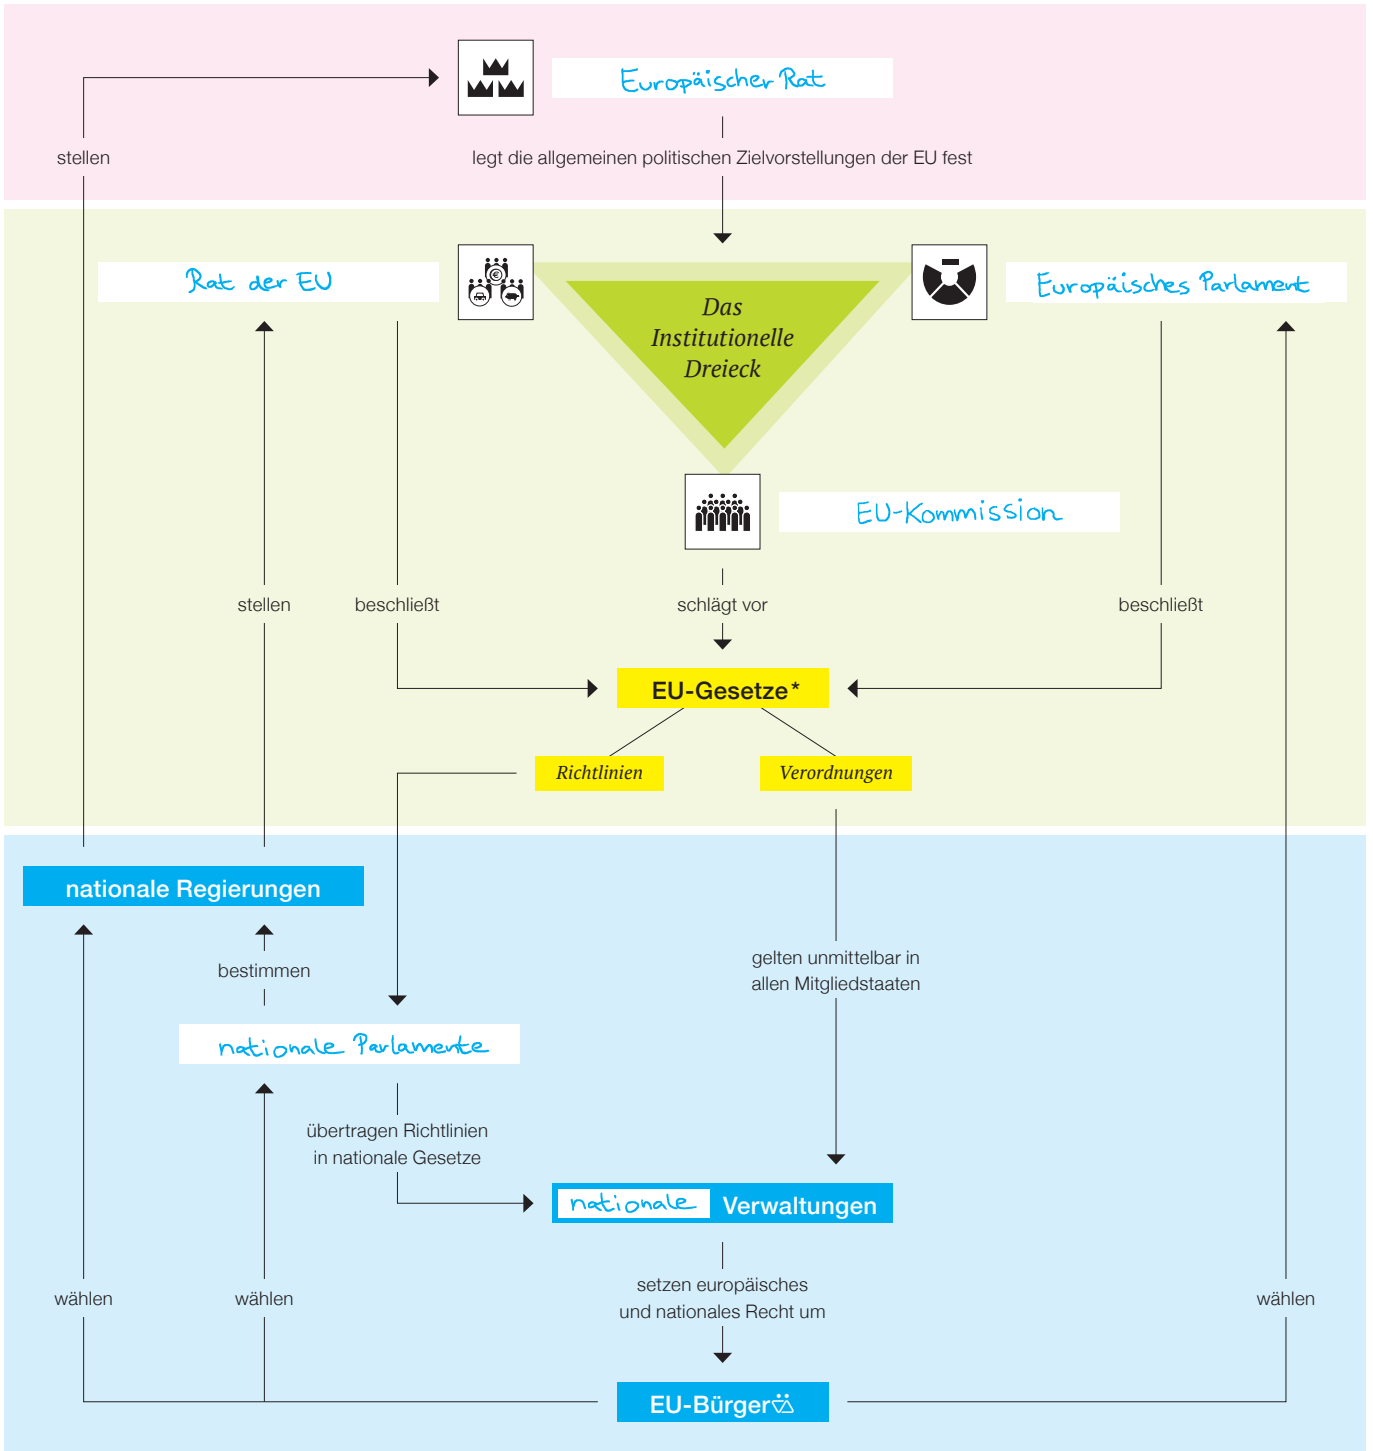 Europäischer Rat
stellen
legt die allgemeinen politischen Zielvorstellungen der EU fest
Rat der EU
Das
Institutionelle
Dreieck
Europäisches Parlament
€
EU-Kommission
stellen
beschließt
schlägt vor
beschließt
EU-Gesetze*
Richtlinien
Verordnungen
nationale Regierungen
bestimmen
gelten unmittelbar in
allen Mitgliedstaaten
nationale Parlamente
übertragen Richtlinien
in nationale Gesetze
nationale Verwaltungen
setzen europäisches
und nationales Recht um
wählen
wählen
wählen
EU-Bürger